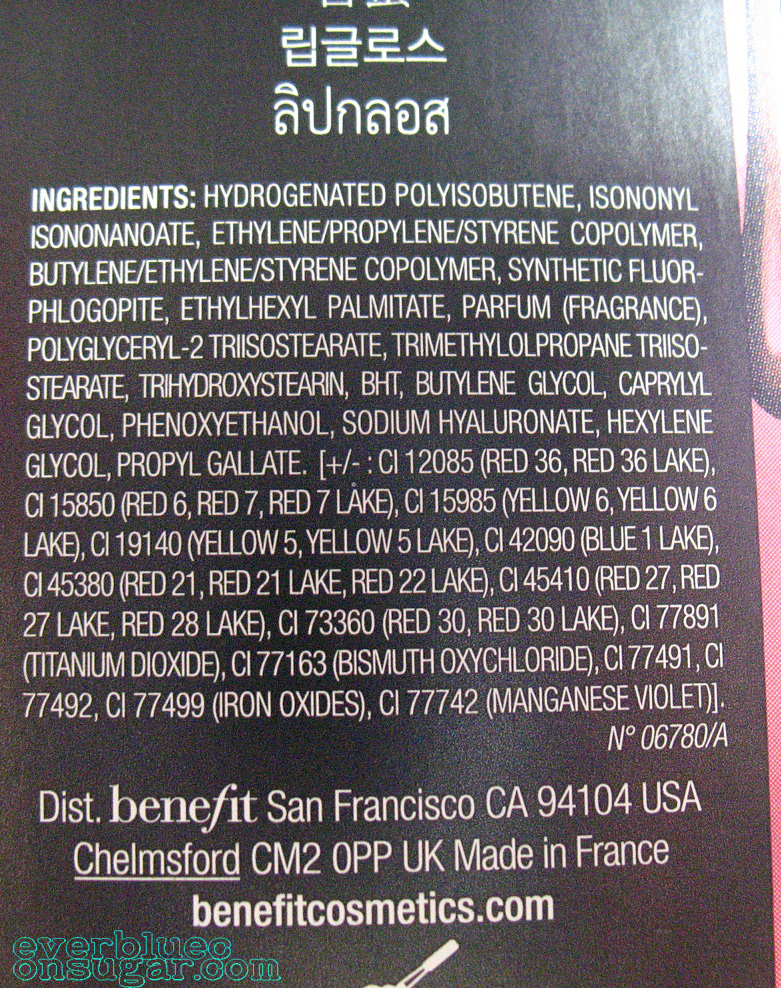 립글로스
ลิปกลอส
INGREDIENTS: HYDROGENATED POLYISOBUTENE, ISONONYL
ISONONANOATE, ETHYLENE/PROPYLENE/STYRENE COPOLYMER,
BUTYLENE/ETHYLENE/STYRENE COPOLYMER, SYNTHETIC FLUOR-
PHLOGOPITE, ETHYLHEXYL PALMITATE, PARFUM (FRAGRANCE),
POLYGLYCERYL-2 TRIISOSTEARATE, TRIMETHYLOLPROPANE TRIISO-
STEARATE, TRIHYDROXYSTEARIN, BHT, BUTYLENE GLYCOL, CAPRYLYL
GLYCOL, PHENOXYETHANOL, SODIUM HYALURONATE, HEXYLENE
GLYCOL, PROPYL GALLATE. [+/- : CI 12085 (RED 36, RED 36 LAKE),
CI 15850 (RED 6, RED 7, RED 7 LAKE), CI 15985 (YELLOW 6, YELLOW 6
LAKE), CI 19140 (YELLOW 5, YELLOW 5 LAKE), CI 42090 (BLUE 1 LAKE),
CI 45380 (RED 21, RED 21 LAKE, RED 22 LAKE), CI 45410 (RED 27, RED
27 LAKE, RED 28 LAKE), CI 73360 (RED 30, RED 30 LAKE), CI 77891
(TITANIUM DIOXIDE), CI 77163 (BISMUTH OXYCHLORIDE), CI 77491, CI
77492, CI 77499 (IRON OXIDES), CI 77742 (MANGANESE VIOLET)].
N° 06780/A
Dist. benefit San Francisco CA 94104 USA
Chelmsford CM2 0PP UK Made in France
benefitcosmetics.com
everbluec
onsugar.com